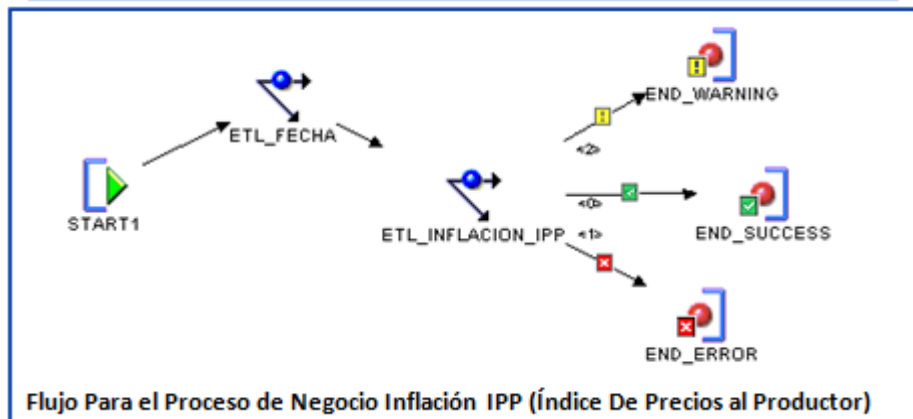 END_WARNING
ETL_FECHA
<2>
START1
<0>
ETL_INFLACION_IPP
<1>
END_SUCCESS
END_ERROR
Flujo Para el Proceso de Negocio Inflación IPP (Índice De Precios al Productor)